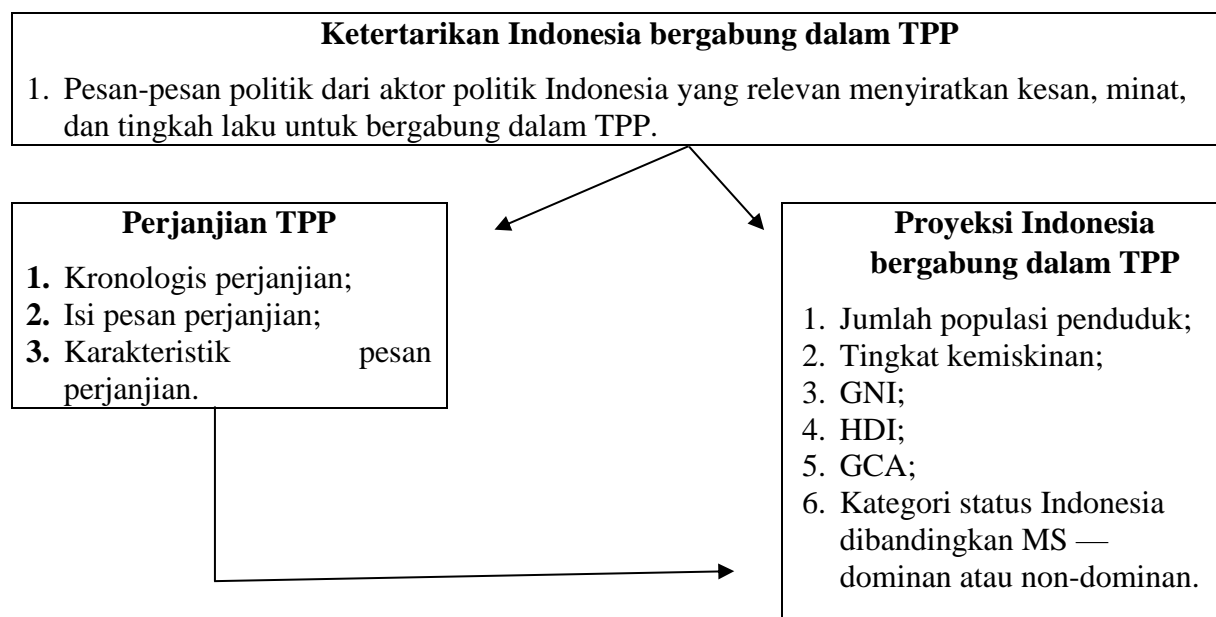 Ketertarikan Indonesia bergabung dalam TPP
1. Pesan-pesan politik dari aktor politik Indonesia yang relevan menyiratkan kesan, minat,
dan tingkah laku untuk bergabung dalam TPP.
Perjanjian TPP
1. Kronologis perjanjian;
2. Isi pesan perjanjian;
3. Karakteristik pesan
perjanjian.
Proyeksi Indonesia
bergabung dalam TPP
1. Jumlah populasi penduduk;
2. Tingkat kemiskinan;
3. GNI;
4. HDI;
5. GCA;
6. Kategori status Indonesia
dibandingkan MS —
dominan atau non-dominan.